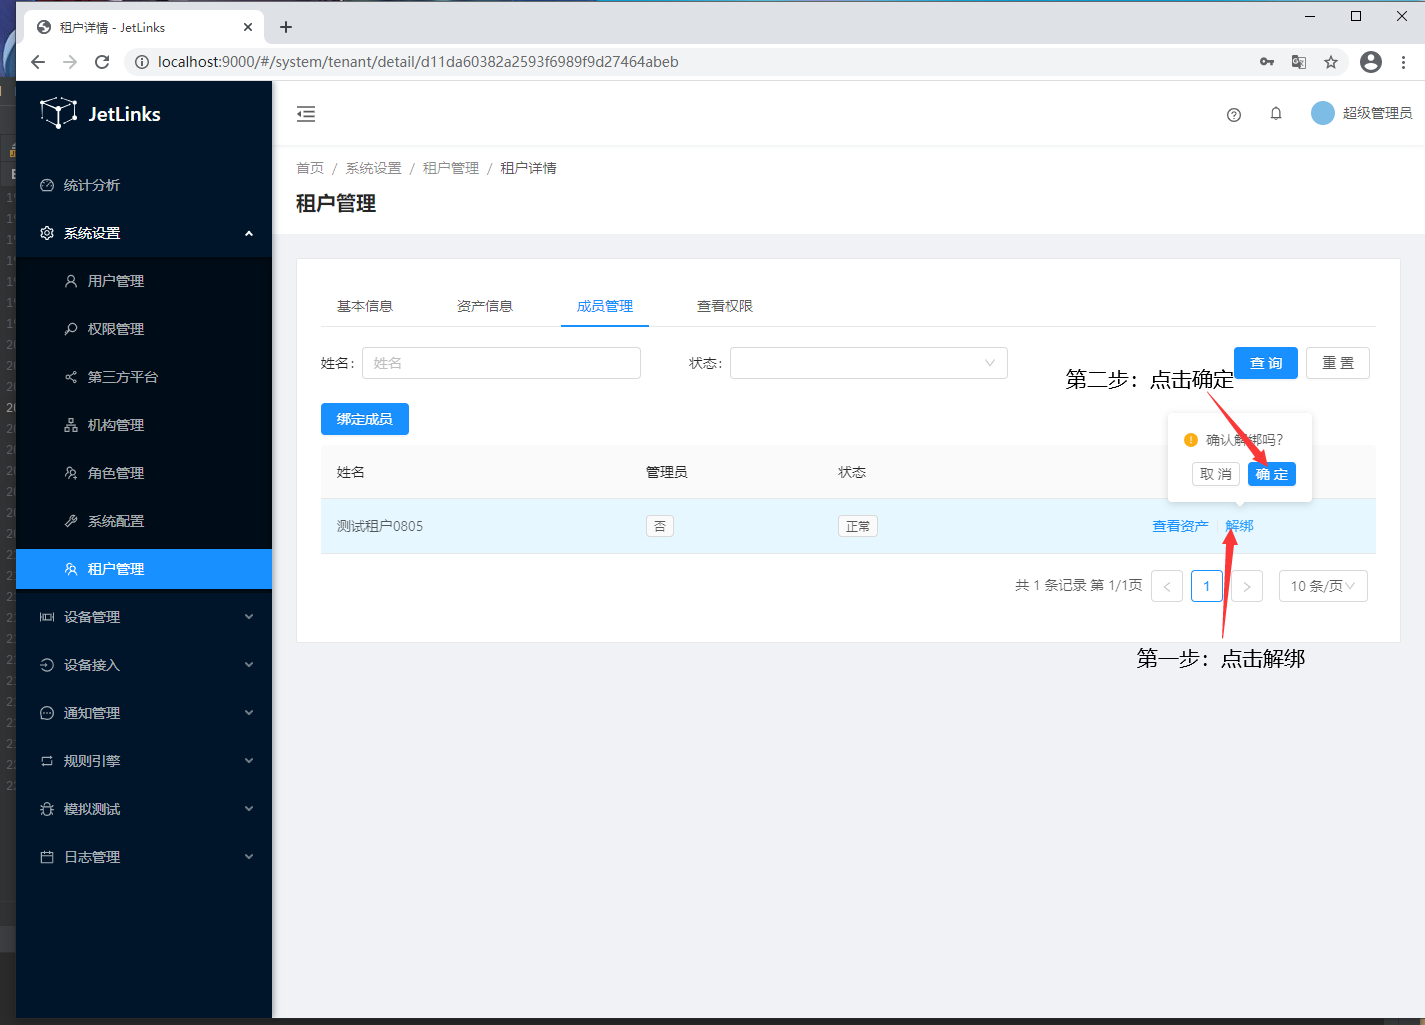 租户详情 - JetLinks
localhost:9000/#/system/tenant/detail/d11da60382a2593f6989f9d27464abeb
JetLinks
超级管理员
首页 / 系统设置 / 租户管理 / 租户详情
租户管理
统计分析
系统设置
用户管理
权限管理
第三方平台
机构管理
角色管理
系统配置
租户管理
设备管理
设备接入
通知管理
规则引擎
模拟测试
日志管理
基本信息 资产信息 成员管理 查看权限
姓名: 姓名 状态: 查 询 重 置
第二步：点击确定
绑定成员
确认解绑吗?
取 消 确 定
姓名 管理员 状态
测试租户0805 否 正常 查看资产 解绑
共 1 条记录 第 1/1页 < 1 > 10 条/页
第一步：点击解绑